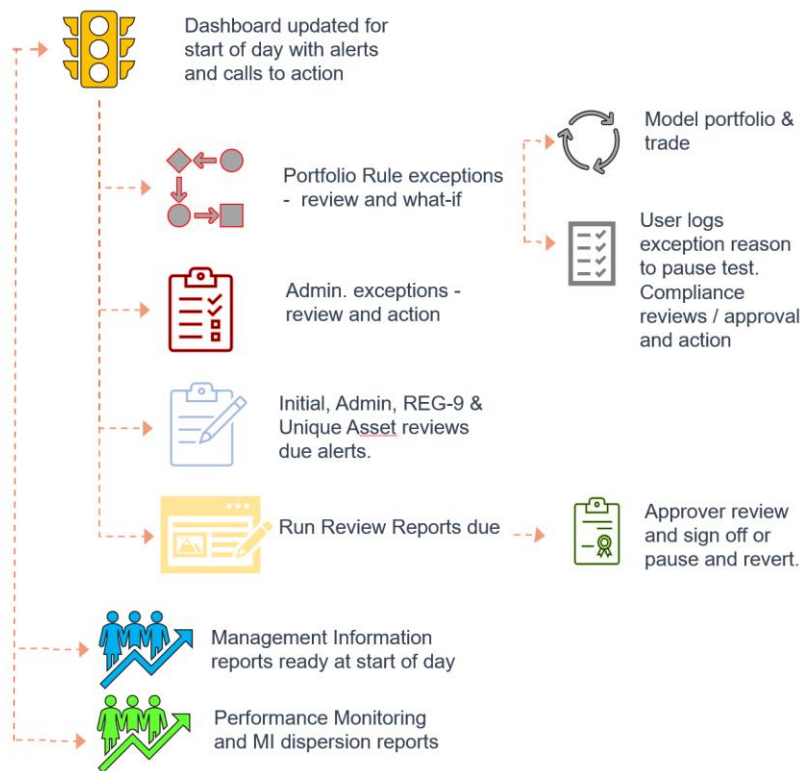 Dashboard updated for
start of day with alerts
and calls to action
Portfolio Rule exceptions
- review and what-if
Model portfolio &
trade
User logs
exception reason
to pause test.
Compliance
reviews / approval
and action
Admin. exceptions -
review and action
Initial, Admin, REG-9 &
Unique Asset reviews
due alerts.
Run Review Reports due
Approver review
and sign off or
pause and revert.
Management Information
reports ready at start of day
Performance Monitoring
and MI dispersion reports